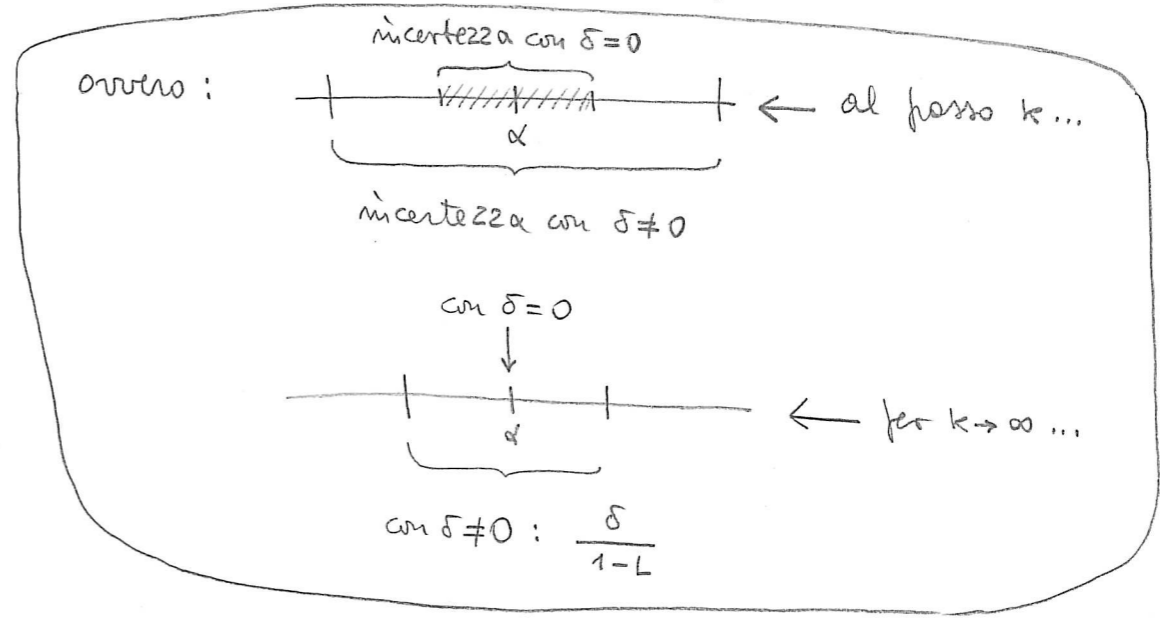 incertezza con δ=0
ovvero :
α
← al passo k...
incertezza con δ≠0
con δ=0
↓
α
← per k→∞ ...
con δ≠0 : δ/(1-L)